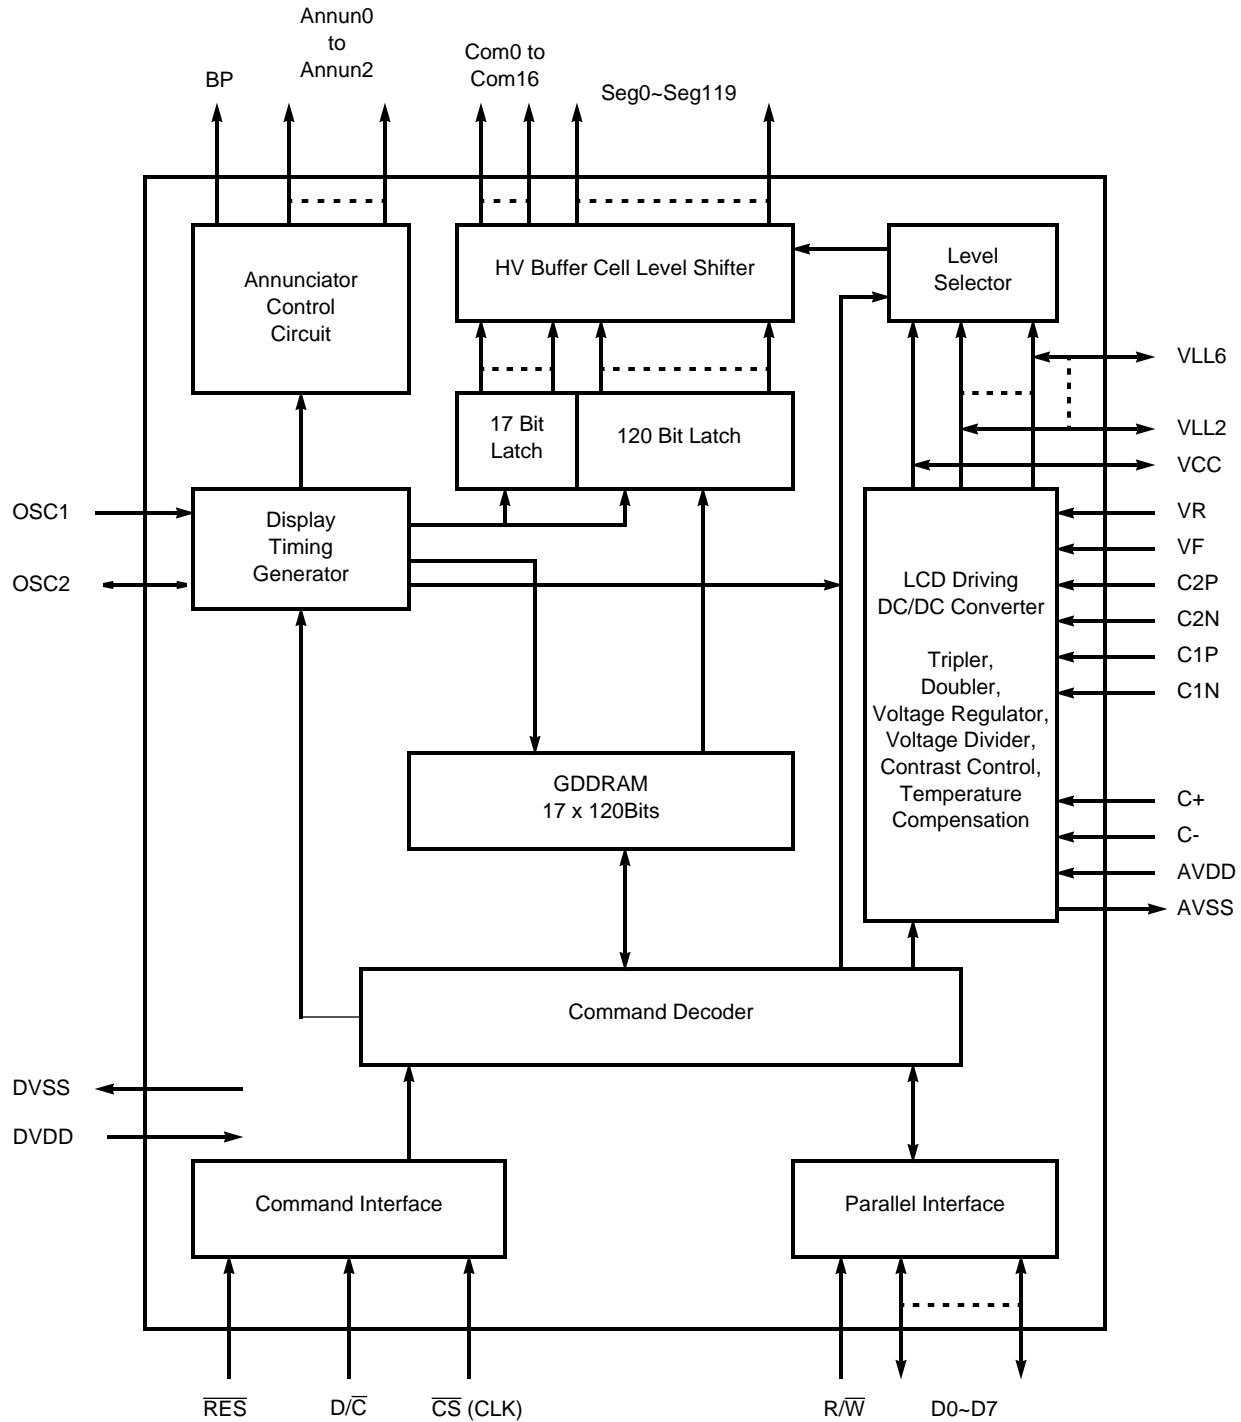 Annun0
to
Annun2
BP
Com0 to
Com16
Seg0~Seg119
Annunciator
Control
Circuit
HV Buffer Cell Level Shifter
Level
Selector
VLL6
VLL2
VCC
17 Bit
Latch
120 Bit Latch
OSC1
OSC2
Display
Timing
Generator
VR
VF
C2P
C2N
C1P
C1N
LCD Driving
DC/DC Converter
Tripler,
Doubler,
Voltage Regulator,
Voltage Divider,
Contrast Control,
Temperature
Compensation
C+
C-
AVDD
AVSS
GDDRAM
17 x 120Bits
Command Decoder
DVSS
DVDD
Command Interface
Parallel Interface
R̅E̅S̅
D/C̅
C̅S̅ (CLK)
R/W̅
D0~D7